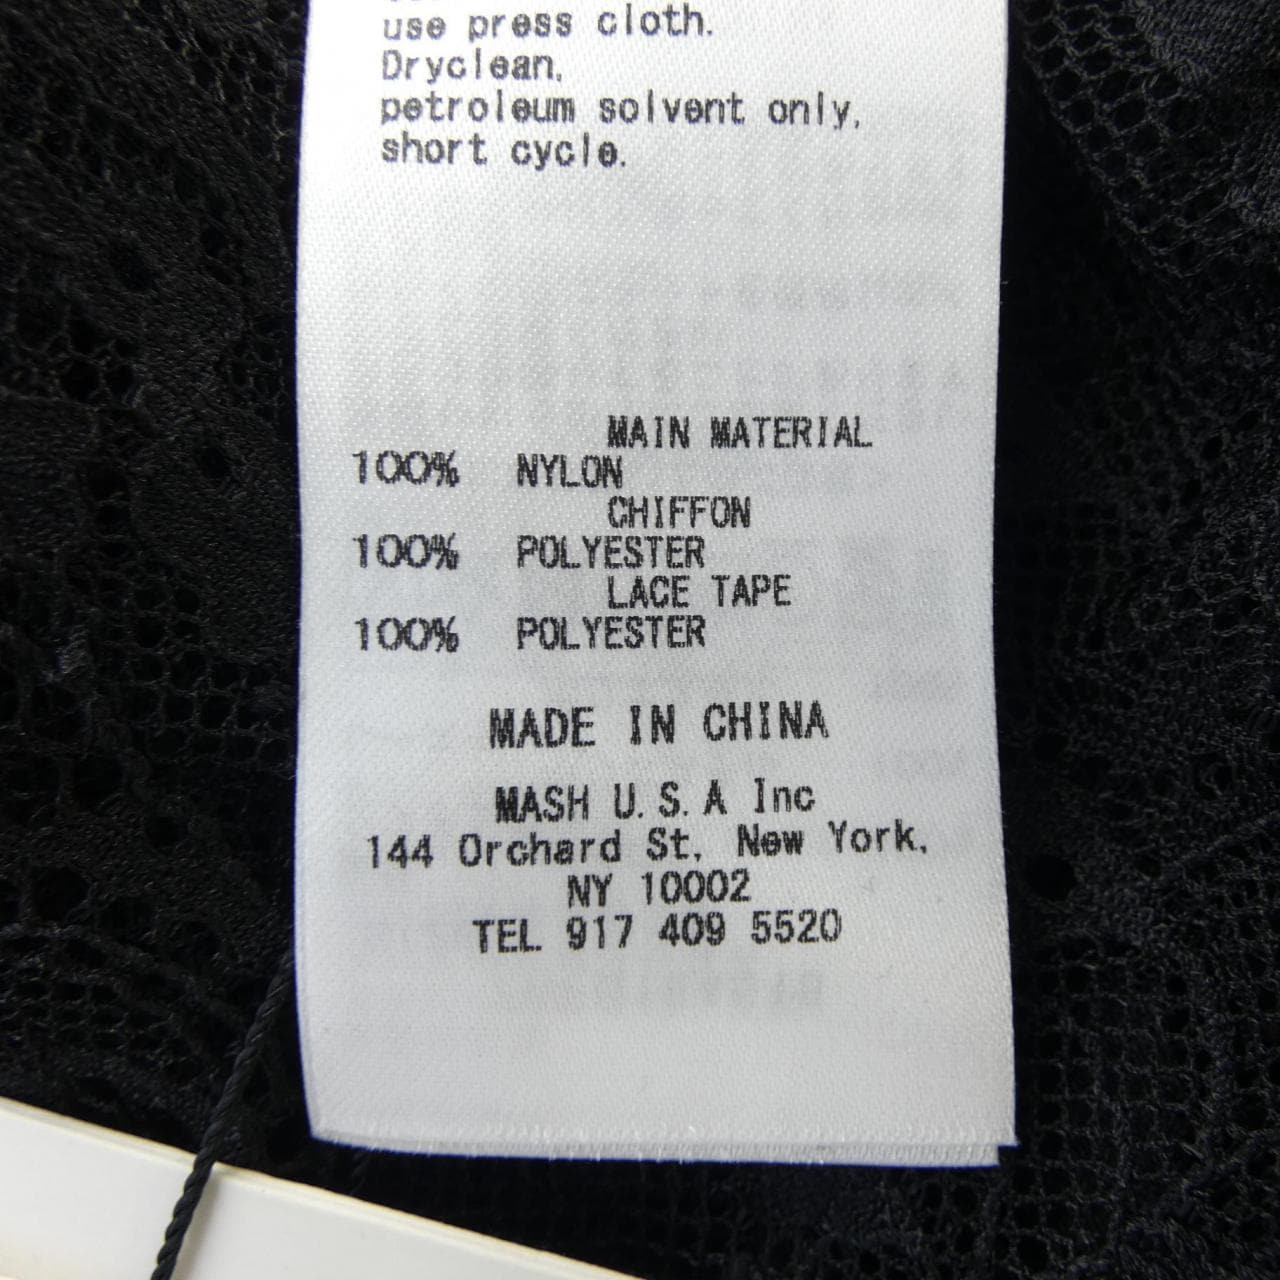 use press cloth.
Dryclean,
petroleum solvent only,
short cycle.
MAIN MATERIAL
100% NYLON
CHIFFON
100% POLYESTER
LACE TAPE
100% POLYESTER
MADE IN CHINA
MASH U.S.A Inc
144 Orchard St, New York,
NY 10002
TEL 917 409 5520